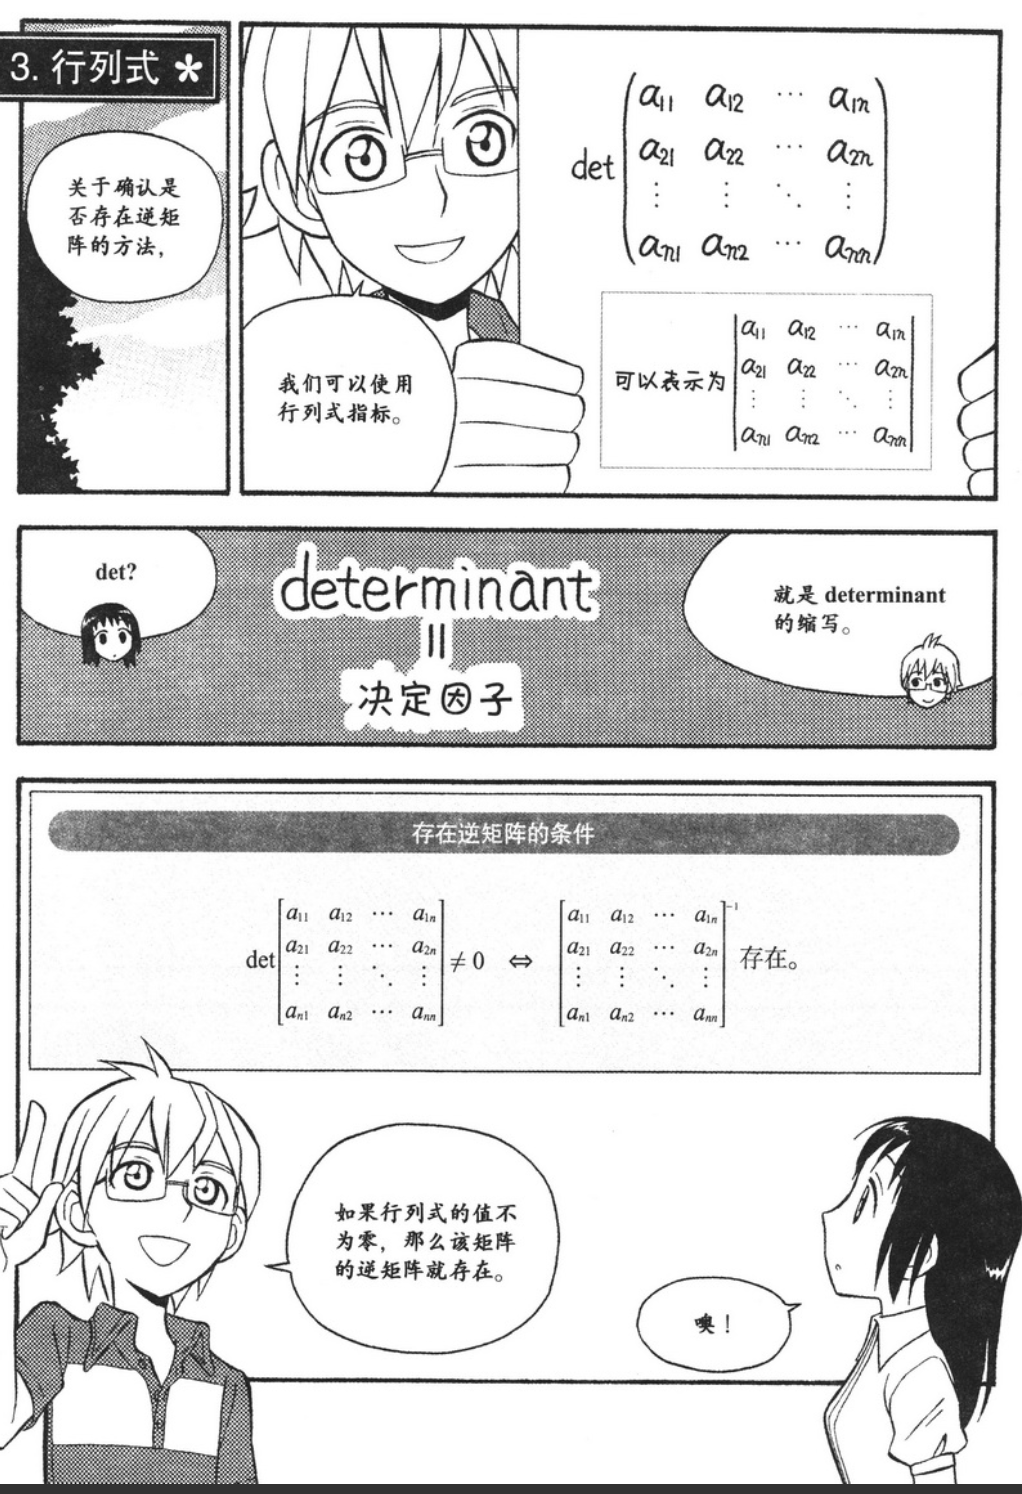 3. 行列式 *
关于确认是
否存在逆矩
阵的方法，
我们可以使用
行列式指标。
det
a11 a12 ⋯ a1n
a21 a22 ⋯ a2n
⋮ ⋮ ⋱ ⋮
an1 an2 ⋯ ann
可以表示为
a11 a12 ⋯ a1n
a21 a22 ⋯ a2n
⋮ ⋮ ⋱ ⋮
an1 an2 ⋯ ann
det?
determinant
=
决定因子
就是 determinant
的缩写。
存在逆矩阵的条件
det [a11 a12 ⋯ a1n
a21 a22 ⋯ a2n
⋮ ⋮ ⋱ ⋮
an1 an2 ⋯ ann] ≠ 0 ⇔ [a11 a12 ⋯ a1n
a21 a22 ⋯ a2n
⋮ ⋮ ⋱ ⋮
an1 an2 ⋯ ann]⁻¹ 存在。
如果行列式的值不
为零，那么该矩阵
的逆矩阵就存在。
噢！